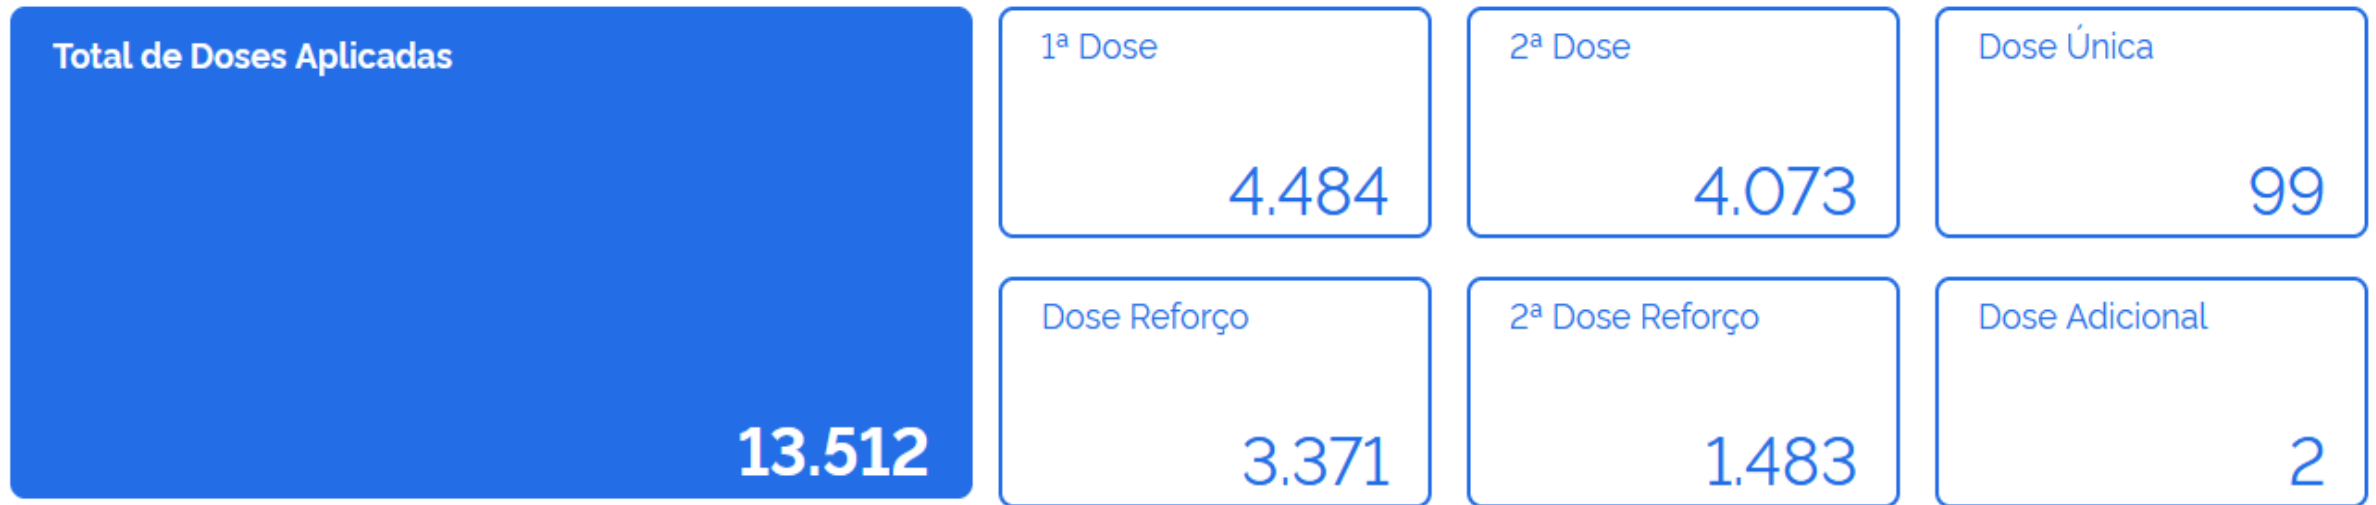 Total de Doses Aplicadas
13.512
1ª Dose
4.484
2ª Dose
4.073
Dose Única
99
Dose Reforço
3.371
2ª Dose Reforço
1.483
Dose Adicional
2